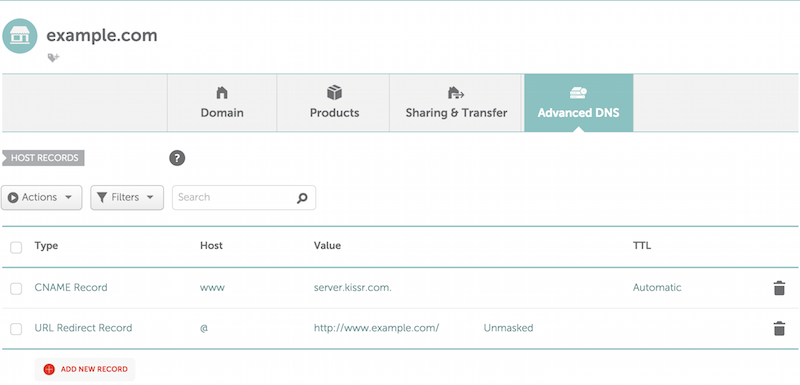 example.com
Domain
Products
Sharing & Transfer
Advanced DNS
HOST RECORDS
?
Actions
Filters
Search
Type Host Value TTL
CNAME Record www server.kissr.com. Automatic
URL Redirect Record @ http://www.example.com/ Unmasked
ADD NEW RECORD